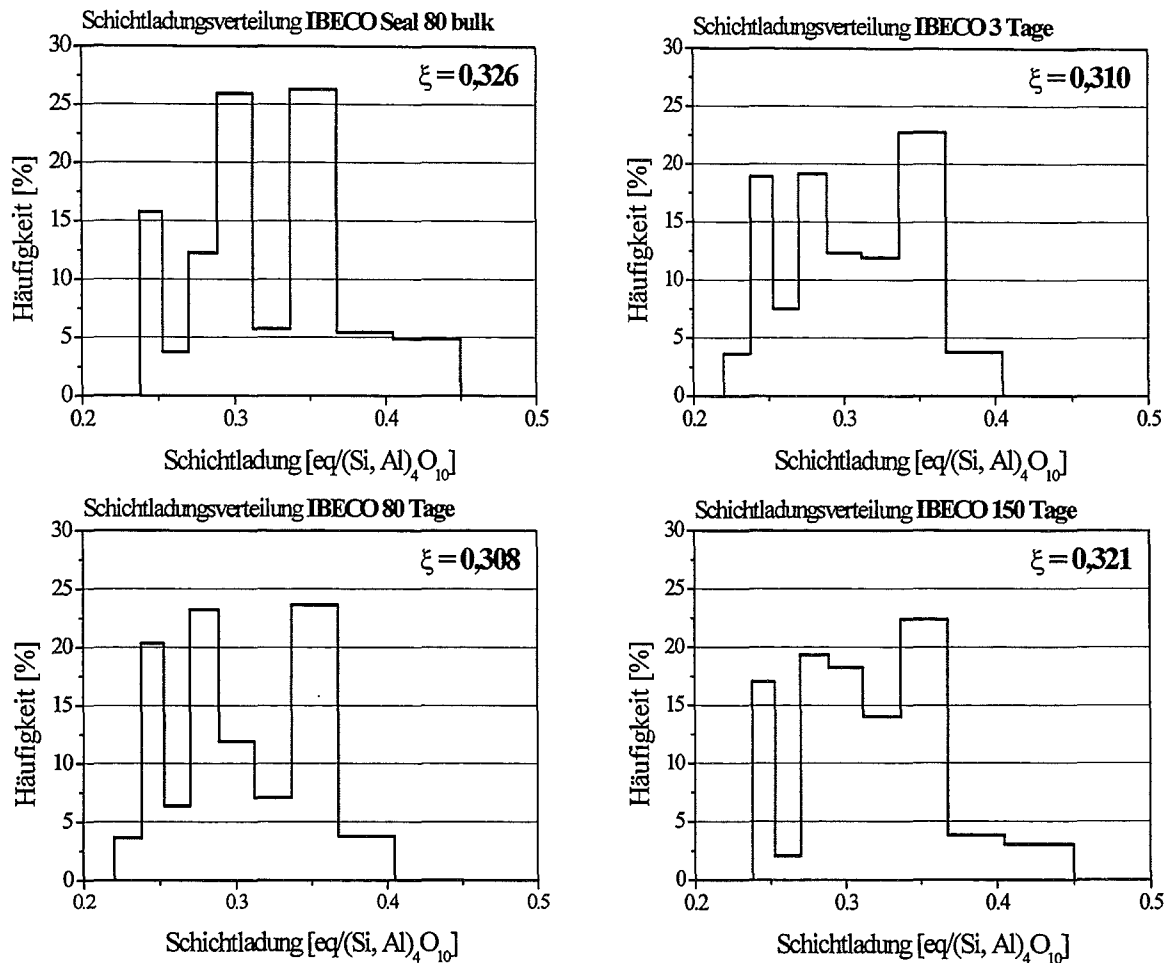 Schichtladungsverteilung IBECO Seal 80 bulk
ξ = 0,326
30
25
20
15
10
5
0
Häufigkeit [%]
0.2 0.3 0.4 0.5
Schichtladung [eq/(Si, Al)₄O₁₀]
Schichtladungsverteilung IBECO 3 Tage
ξ = 0,310
30
25
20
15
10
5
0
Häufigkeit [%]
0.2 0.3 0.4 0.5
Schichtladung [eq/(Si, Al)₄O₁₀]
Schichtladungsverteilung IBECO 80 Tage
ξ = 0,308
30
25
20
15
10
5
0
Häufigkeit [%]
0.2 0.3 0.4 0.5
Schichtladung [eq/(Si, Al)₄O₁₀]
Schichtladungsverteilung IBECO 150 Tage
ξ = 0,321
30
25
20
15
10
5
0
Häufigkeit [%]
0.2 0.3 0.4 0.5
Schichtladung [eq/(Si, Al)₄O₁₀]